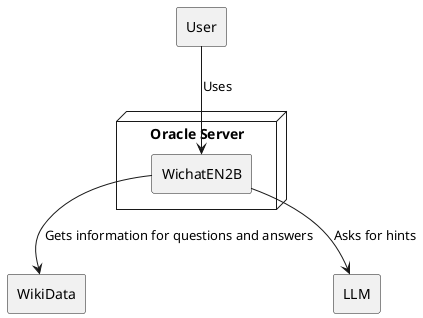 User
Uses
Oracle Server
WichatEN2B
Gets information for questions and answers
Asks for hints
WikiData
LLM